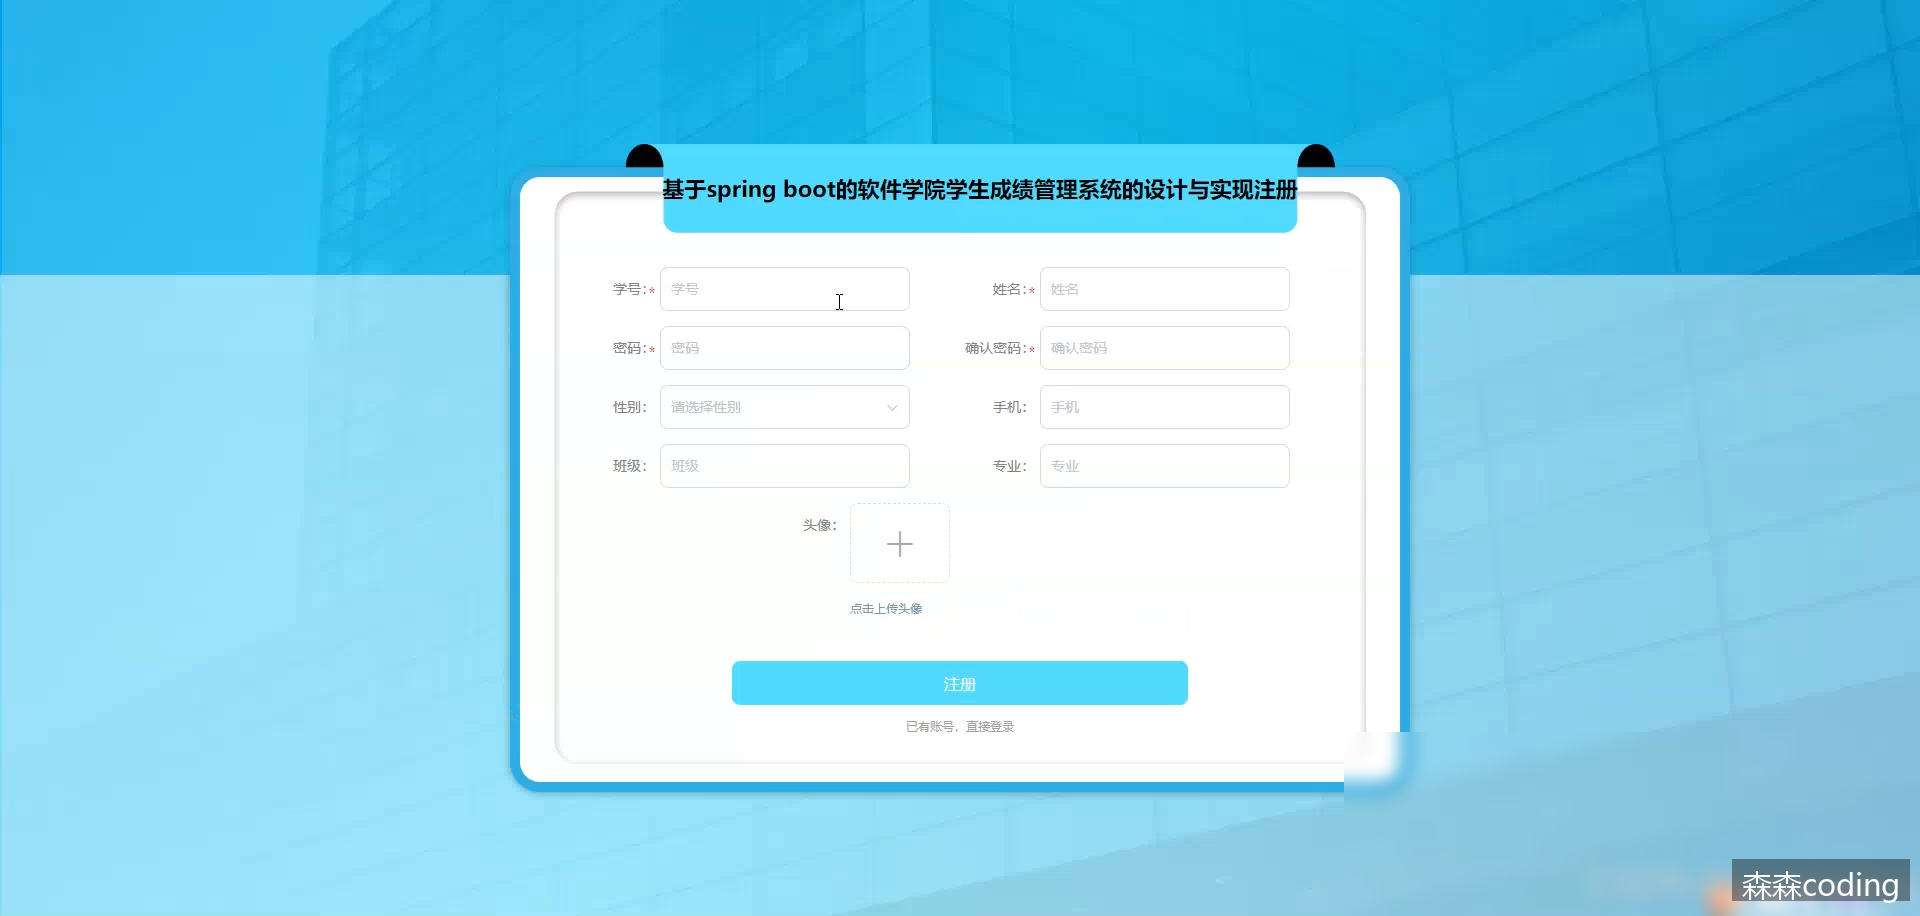 基于spring boot的软件学院学生成绩管理系统的设计与实现注册
学号：* 学号 姓名：* 姓名
密码：* 密码 确认密码：* 确认密码
性别： 请选择性别 手机： 手机
班级： 班级 专业： 专业
头像：
点击上传头像
注册
已有账号，直接登录
森森coding